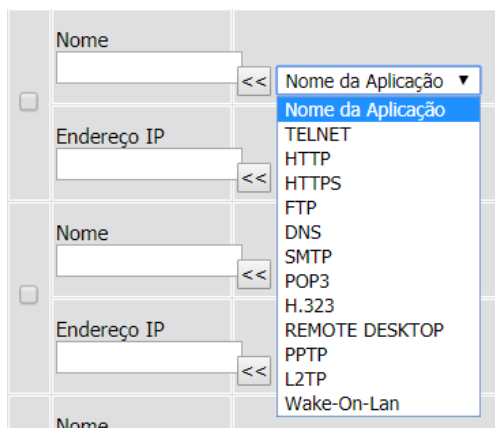 Nome
<< Nome da Aplicação ▼
Nome da Aplicação
TELNET
HTTP
HTTPS
FTP
DNS
SMTP
POP3
H.323
REMOTE DESKTOP
PPTP
L2TP
Wake-On-Lan
Endereço IP
<<
Nome
<<
Endereço IP
<<
Nome